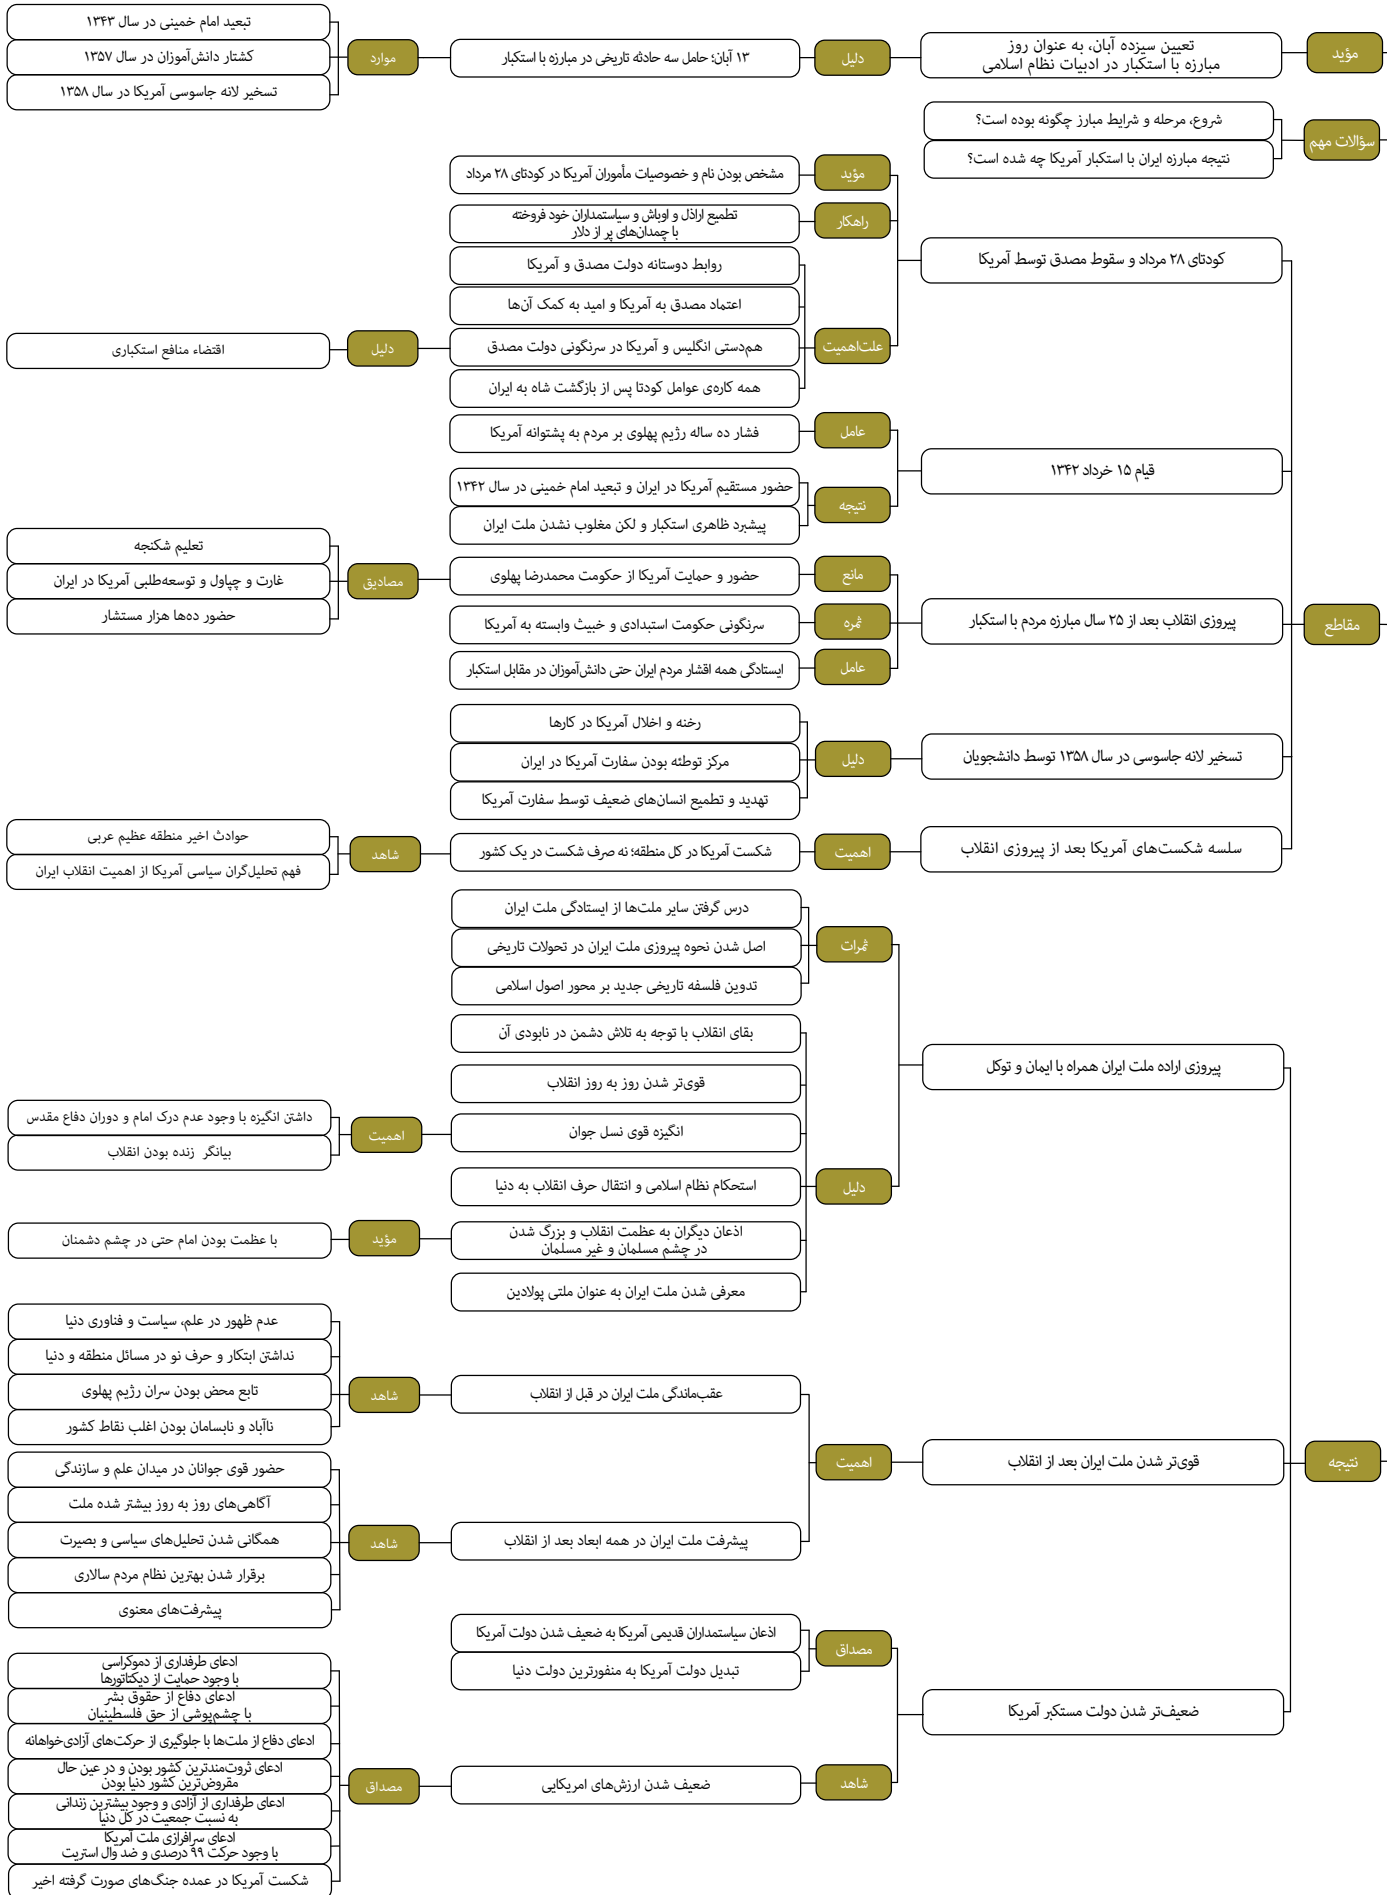 مؤید
تعیین سیزده آبان، به عنوان روز
مبارزه با استکبار در ادبیات نظام اسلامی
دلیل
۱۳ آبان؛ حامل سه حادثه تاریخی در مبارزه با استکبار
موارد
تبعید امام خمینی در سال ۱۳۴۳
کشتار دانش‌آموزان در سال ۱۳۵۷
تسخیر لانه جاسوسی آمریکا در سال ۱۳۵۸
سؤالات مهم
شروع، مرحله و شرایط مبارز چگونه بوده است؟
نتیجه مبارزه ایران با استکبار آمریکا چه شده است؟
مقاطع
کودتای ۲۸ مرداد و سقوط مصدق توسط آمریکا
مؤید
مشخص بودن نام و خصوصیات مأموران آمریکا در کودتای ۲۸ مرداد
راهکار
تطمیع اراذل و اوباش و سیاستمداران خود فروخته
با چمدان‌های پر از دلار
علت‌اهمیت
روابط دوستانه دولت مصدق و آمریکا
اعتماد مصدق به آمریکا و امید به کمک آن‌ها
هم‌دستی انگلیس و آمریکا در سرنگونی دولت مصدق
دلیل
اقتضاء منافع استکباری
همه کاره‌ی عوامل کودتا پس از بازگشت شاه به ایران
قیام ۱۵ خرداد ۱۳۴۲
عامل
فشار ده ساله رژیم پهلوی بر مردم به پشتوانه آمریکا
نتیجه
حضور مستقیم آمریکا در ایران و تبعید امام خمینی در سال ۱۳۴۲
پیشبرد ظاهری استکبار و لکن مغلوب نشدن ملت ایران
پیروزی انقلاب بعد از ۲۵ سال مبارزه مردم با استکبار
مانع
حضور و حمایت آمریکا از حکومت محمدرضا پهلوی
مصادیق
تعلیم شکنجه
غارت و چپاول و توسعه‌طلبی آمریکا در ایران
حضور ده‌ها هزار مستشار
ثمره
سرنگونی حکومت استبدادی و خبیث وابسته به آمریکا
عامل
ایستادگی همه اقشار مردم ایران حتی دانش‌آموزان در مقابل استکبار
تسخیر لانه جاسوسی در سال ۱۳۵۸ توسط دانشجویان
دلیل
رخنه و اخلال آمریکا در کارها
مرکز توطئه بودن سفارت آمریکا در ایران
تهدید و تطمیع انسان‌های ضعیف توسط سفارت آمریکا
سلسه شکست‌های آمریکا بعد از پیروزی انقلاب
اهمیت
شکست آمریکا در کل منطقه؛ نه صرف شکست در یک کشور
شاهد
حوادث اخیر منطقه عظیم عربی
فهم تحلیل‌گران سیاسی آمریکا از اهمیت انقلاب ایران
نتیجه
پیروزی اراده ملت ایران همراه با ایمان و توکل
ثمرات
درس گرفتن سایر ملت‌ها از ایستادگی ملت ایران
اصل شدن نحوه پیروزی ملت ایران در تحولات تاریخی
تدوین فلسفه تاریخی جدید بر محور اصول اسلامی
دلیل
بقای انقلاب با توجه به تلاش دشمن در نابودی آن
قوی‌تر شدن روز به روز انقلاب
انگیزه قوی نسل جوان
اهمیت
داشتن انگیزه با وجود عدم درک امام و دوران دفاع مقدس
بیانگر زنده بودن انقلاب
استحکام نظام اسلامی و انتقال حرف انقلاب به دنیا
اذعان دیگران به عظمت انقلاب و بزرگ شدن
در چشم مسلمان و غیر مسلمان
مؤید
با عظمت بودن امام حتی در چشم دشمنان
معرفی شدن ملت ایران به عنوان ملتی پولادین
قوی‌تر شدن ملت ایران بعد از انقلاب
اهمیت
عقب‌ماندگی ملت ایران در قبل از انقلاب
شاهد
عدم ظهور در علم، سیاست و فناوری دنیا
نداشتن ابتکار و حرف نو در مسائل منطقه و دنیا
تابع محض بودن سران رژیم پهلوی
ناآباد و نابسامان بودن اغلب نقاط کشور
پیشرفت ملت ایران در همه ابعاد بعد از انقلاب
شاهد
حضور قوی جوانان در میدان علم و سازندگی
آگاهی‌های روز به روز بیشتر شده ملت
همگانی شدن تحلیل‌های سیاسی و بصیرت
برقرار شدن بهترین نظام مردم سالاری
پیشرفت‌های معنوی
ضعیف‌تر شدن دولت مستکبر آمریکا
مصداق
اذعان سیاستمداران قدیمی آمریکا به ضعیف شدن دولت آمریکا
تبدیل دولت آمریکا به منفورترین دولت دنیا
شاهد
ضعیف شدن ارزش‌های امریکایی
مصداق
ادعای طرفداری از دموکراسی
با وجود حمایت از دیکتاتورها
ادعای دفاع از حقوق بشر
با چشم‌پوشی از حق فلسطینیان
ادعای دفاع از ملت‌ها با جلوگیری از حرکت‌های آزادی‌خواهانه
ادعای ثروت‌مندترین کشور بودن و در عین حال
مقروض‌ترین کشور دنیا بودن
ادعای طرفداری از آزادی و وجود بیشترین زندانی
به نسبت جمعیت در کل دنیا
ادعای سرافرازی ملت آمریکا
با وجود حرکت ۹۹ درصدی و ضد وال استریت
شکست آمریکا در عمده جنگ‌های صورت گرفته اخیر